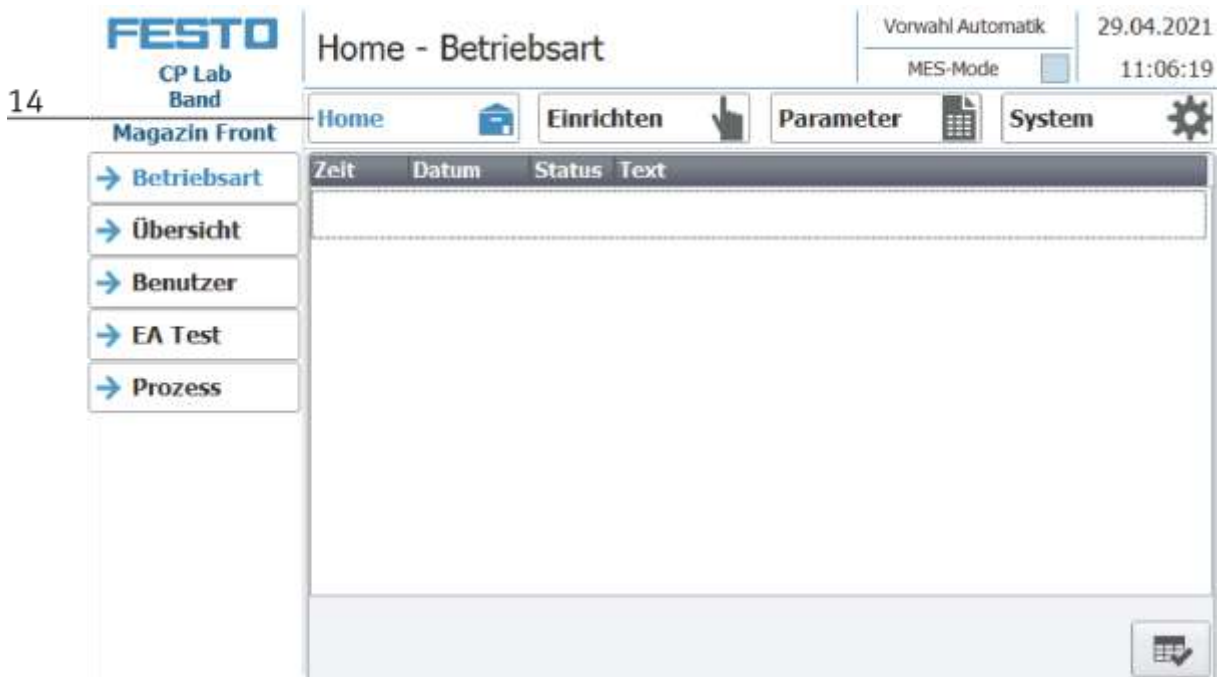 FESTO
CP Lab
Band
Magazin Front
Home - Betriebsart
Vorwahl Automatik
MES-Mode
29.04.2021
11:06:19
14
Home
Einrichten
Parameter
System
Betriebsart
Übersicht
Benutzer
EA Test
Prozess
Zeit Datum Status Text